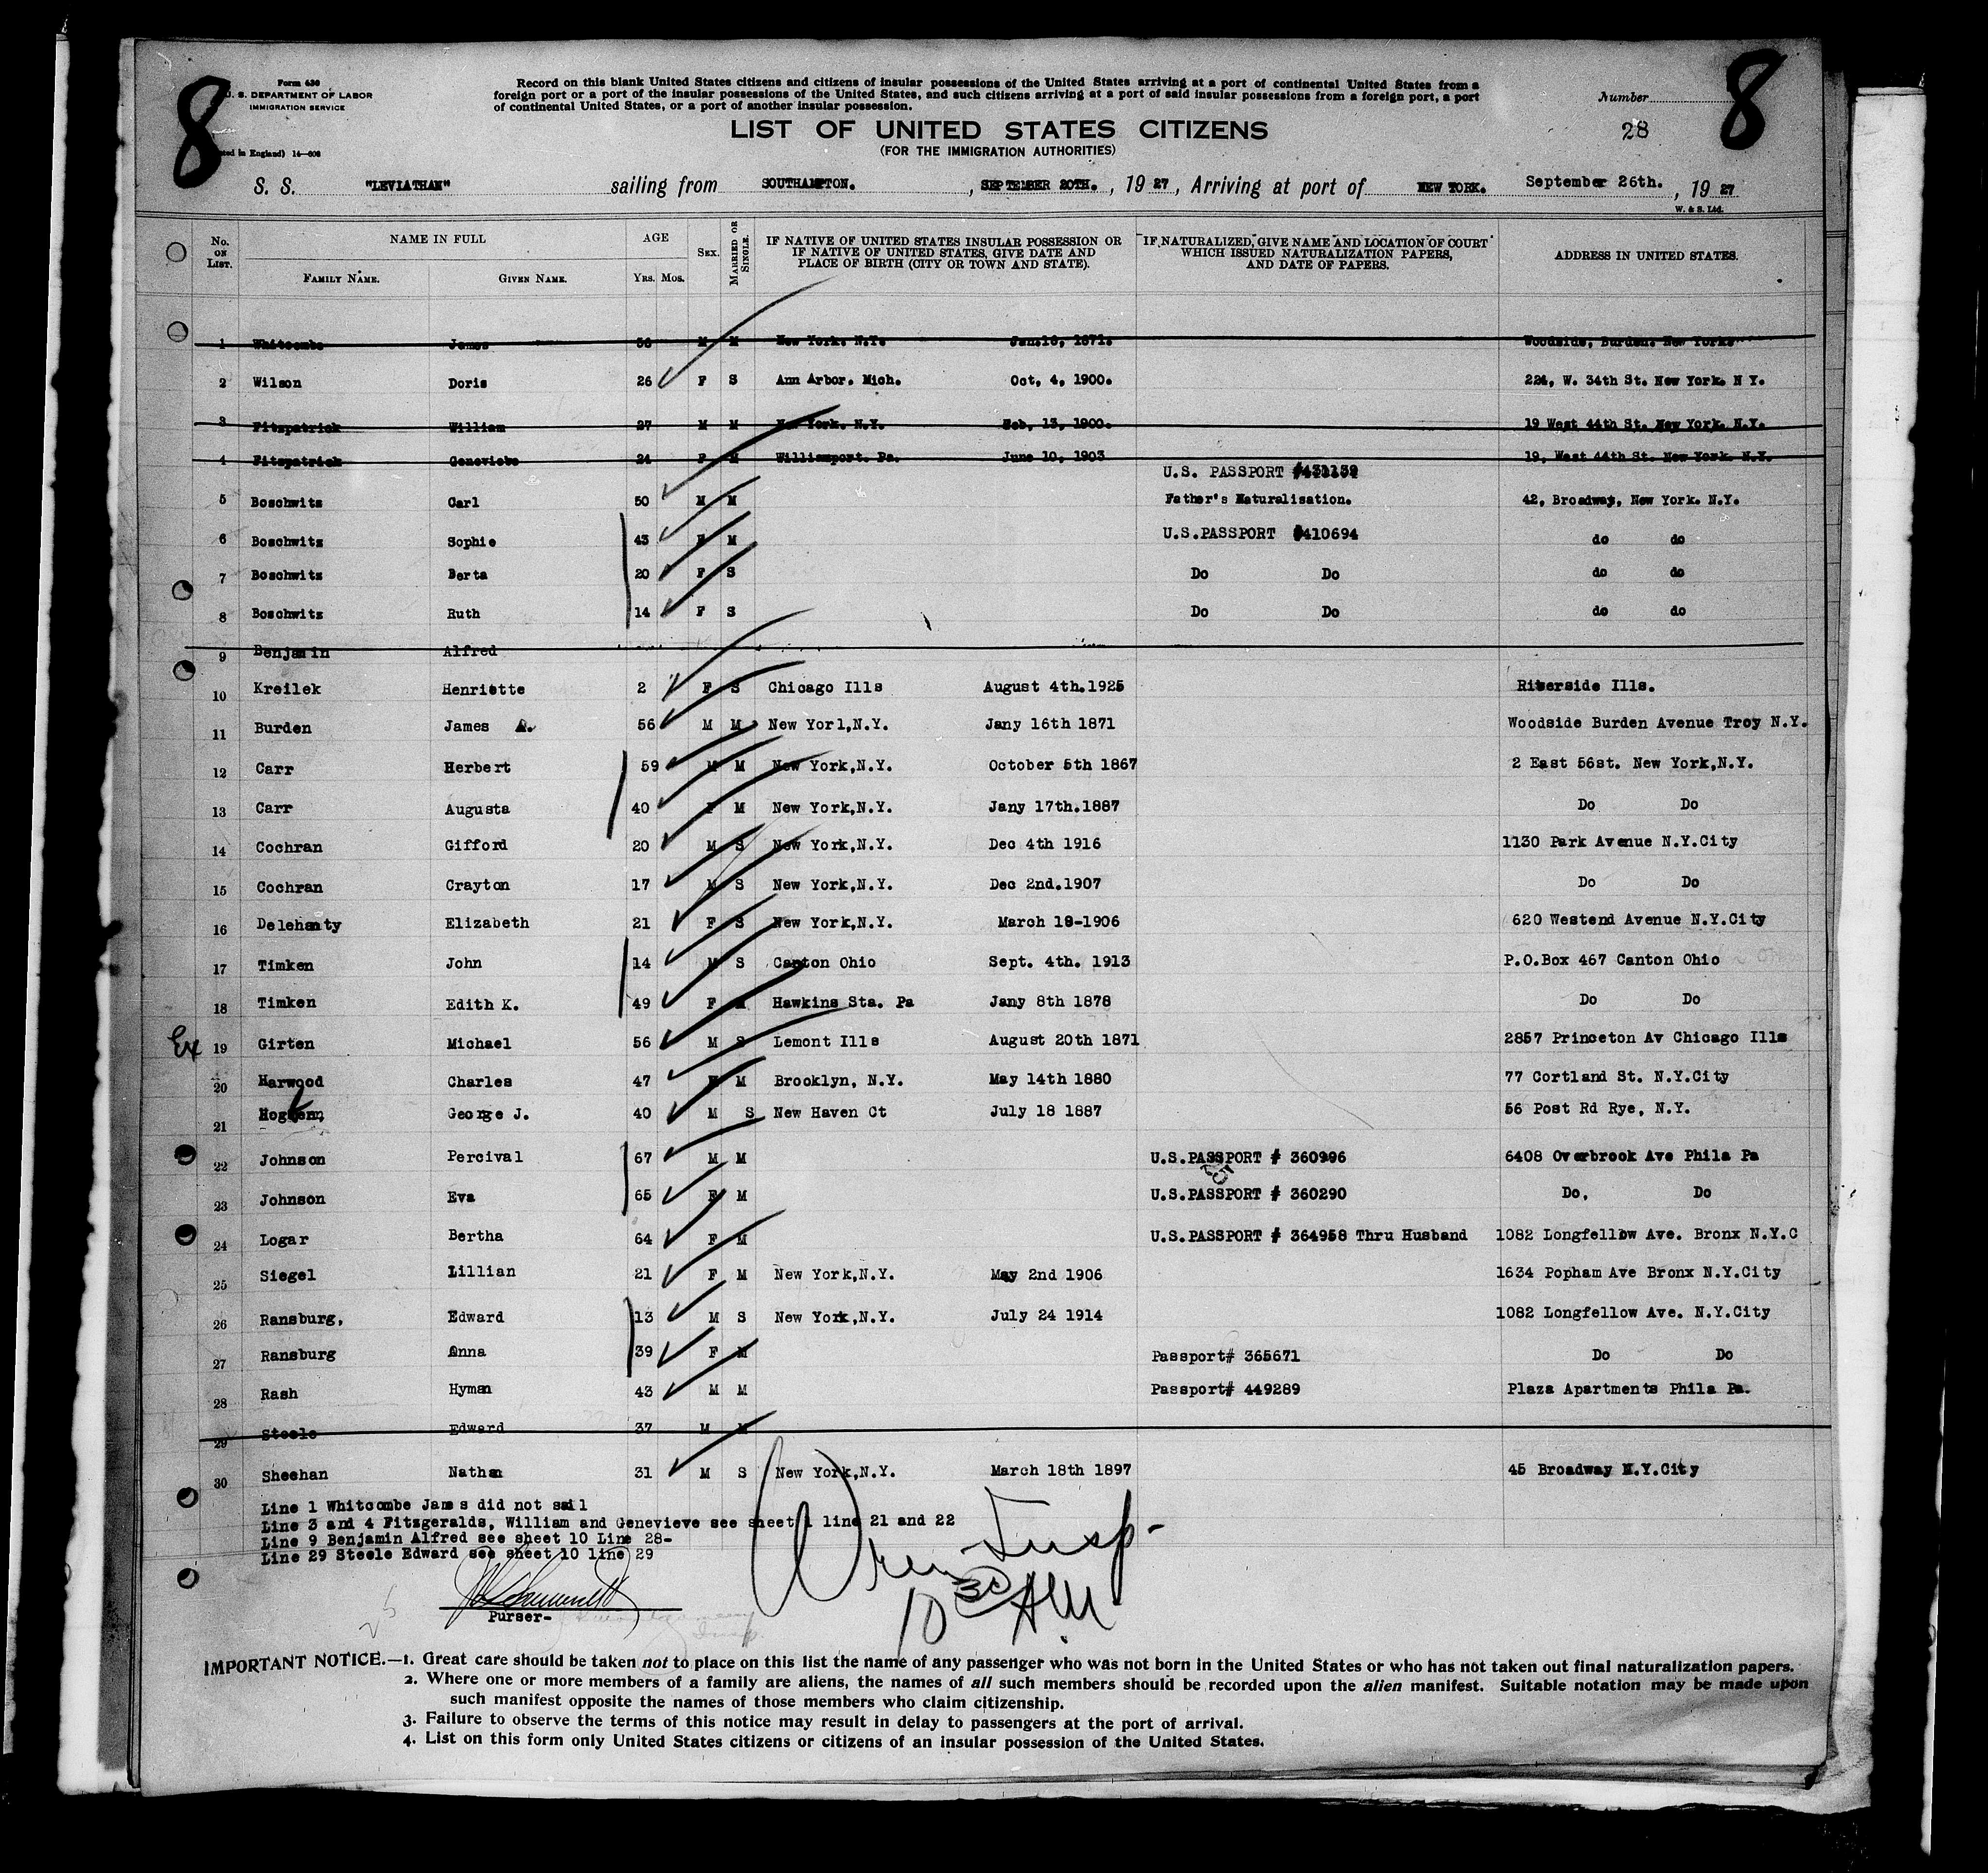 8
8
Form 630
U. S. DEPARTMENT OF LABOR
IMMIGRATION SERVICE
Record on this blank United States citizens and citizens of insular possessions of the United States arriving at a port of continental United States from a
foreign port or a port of the insular possessions of the United States, and such citizens arriving at a port of said insular possessions from a foreign port, a port
of continental United States, or a port of another insular possession.
Number
28
LIST OF UNITED STATES CITIZENS
(FOR THE IMMIGRATION AUTHORITIES)
ted in England) 14—608
S. S. "LEVIATHAN" sailing from SOUTHAMPTON. , SEPTEMBER 20TH. , 19 27 , Arriving at port of NEW YORK. September 26th. , 19 27
W. & S. Ltd.
No. ON LIST. NAME IN FULL AGE SEX. MARRIED OR SINGLE. IF NATIVE OF UNITED STATES INSULAR POSSESSION OR IF NATIVE OF UNITED STATES, GIVE DATE AND PLACE OF BIRTH (CITY OR TOWN AND STATE). IF NATURALIZED, GIVE NAME AND LOCATION OF COURT WHICH ISSUED NATURALIZATION PAPERS, AND DATE OF PAPERS. ADDRESS IN UNITED STATES.
FAMILY NAME. GIVEN NAME. YRS. MOS.
1 Whitcombe James 56 M M New York. N.Y. Jan.16, 1871. Woodside, Burden. New York.
2 Wilson Doris 26 F S Ann Arbor. Mich. Oct, 4, 1900. 224, W. 34th St. New York. N Y.
3 Fitzpatrick William 27 M M New York. N.Y. Feb, 13, 1900. 19 West 44th St. New York. N.Y.
4 Fitzpatrick Genevieve 24 F M Williamport. Pa. June 10, 1903 19, West 44th St. New York. N.Y.
U.S. PASSPORT #431139
5 Boschwitz Carl 50 M M Father's Naturalisation. 42, Broadway, New York. N.Y.
6 Boschwitz Sophie 43 F M U.S.PASSPORT #410694 do do
7 Boschwitz Berta 20 F S Do Do do do
8 Boschwitz Ruth 14 F S Do Do do do
9 Benjamin Alfred
10 Kreilek Henriette 2 F S Chicago Ills August 4th.1925 Riverside Ills.
11 Burden James A. 56 M M New Yorl,N.Y. Jany 16th 1871 Woodside Burden Avenue Troy N.Y.
12 Carr Herbert 59 M M New York,N.Y. October 5th 1867 2 East 56st. New York,N.Y.
13 Carr Augusta 40 F M New York,N.Y. Jany 17th.1887 Do Do
14 Cochran Gifford 20 M S New York,N.Y. Dec 4th 1916 1130 Park Avenue N.Y.City
15 Cochran Crayton 17 M S New York,N.Y. Dec 2nd.1907 Do Do
16 Delehanty Elizabeth 21 F S New York,N.Y. March 18-1906 620 Westend Avenue N.Y.City
17 Timken John 14 M S Canton Ohio Sept. 4th. 1913 P.O.Box 467 Canton Ohio
18 Timken Edith K. 49 F M Hawkins Sta. Pa Jany 8th 1878 Do Do
Ex 19 Girten Michael 56 M S Lemont Ills August 20th 1871 2857 Princeton Av Chicago Ills
20 Harwood Charles 47 M M Brooklyn, N.Y. May 14th 1880 77 Cortland St. N.Y.City
21 George J. 40 M S New Haven Ct July 18 1887 56 Post Rd Rye, N.Y.
22 Johnson Percival 67 M M U.S.PASSPORT # 360996 6408 Overbrook Ave Phila Pa
23 Johnson Eva 65 F M U.S.PASSPORT # 360290 Do, Do
24 Logar Bertha 64 F M U.S.PASSPORT # 364958 Thru Husband 1082 Longfellow Ave. Bronx N.Y.C
25 Siegel Lillian 21 F M New York,N.Y. May 2nd 1906 1634 Popham Ave Bronx N.Y.City
26 Ransburg, Edward 13 M S New York,N.Y. July 24 1914 1082 Longfellow Ave. N.Y.City
27 Ransburg Anna 39 F M Passport# 365671 Do Do
28 Rash Hyman 43 M M Passport# 449289 Plaza Apartments Phila Pa.
29 Steele Edward 37 M M
30 Sheehan Nathan 31 M S New York,N.Y. March 18th 1897 45 Broadway N.Y.City
Line 1 Whitcombe James did not sail
Line 3 and 4 Fitzgeralds, William and Genevieve see sheet 1 line 21 and 22
Line 9 Benjamin Alfred see sheet 10 Line 28-
Line 29 Steele Edward see sheet 10 line 29
Insp-
10 30 AM
25
Purser-
IMPORTANT NOTICE.—1. Great care should be taken not to place on this list the name of any passenger who was not born in the United States or who has not taken out final naturalization papers.
2. Where one or more members of a family are aliens, the names of all such members should be recorded upon the alien manifest. Suitable notation may be made upon
such manifest opposite the names of those members who claim citizenship.
3. Failure to observe the terms of this notice may result in delay to passengers at the port of arrival.
4. List on this form only United States citizens or citizens of an insular possession of the United States.